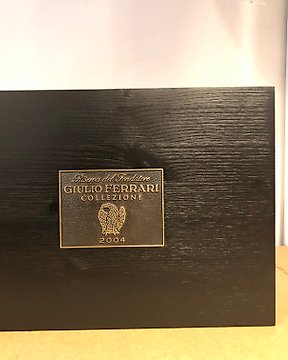 Riserva del Fondatore
GIULIO FERRARI
COLLEZIONE
2004